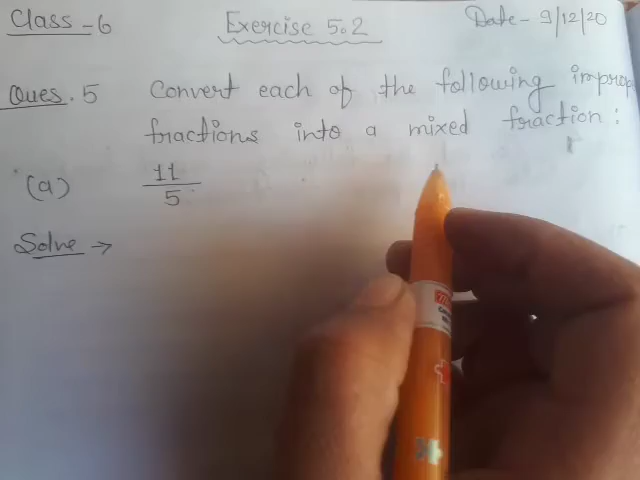 Class - 6 Exercise 5.2 Date - 9/12/20
Ques. 5 Convert each of the following improp
fractions into a mixed fraction :
(a) 11/5
Solve →